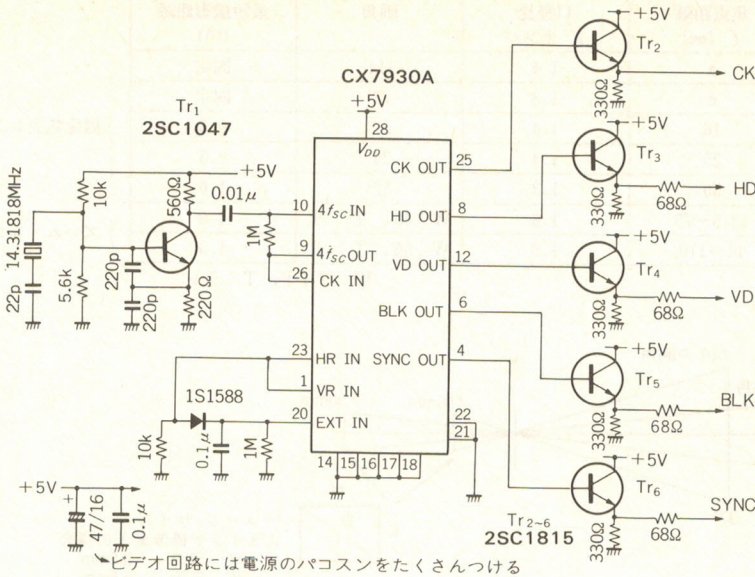 +5V
Tr2
CK
330Ω
CX7930A
+5V
28
VDD
Tr1
2SC1047
+5V
10k
560Ω
0.01μ
14.31818MHz
22p
5.6k
220p
220p
220Ω
1M
10
4fSC IN
9
4fSC OUT
26
CK IN
CK OUT
25
HD OUT
8
VD OUT
12
BLK OUT
6
SYNC OUT
4
23
HR IN
1
VR IN
20
EXT IN
22
21
14
15
16
17
18
+5V
Tr3
HD
330Ω
68Ω
+5V
Tr4
VD
330Ω
68Ω
+5V
Tr5
BLK
330Ω
68Ω
+5V
Tr6
SYNC
330Ω
68Ω
Tr2~6
2SC1815
1S1588
10k
0.1μ
1M
+5V
+
47/16
0.1μ
ビデオ回路には電源のパコスンをたくさんつける